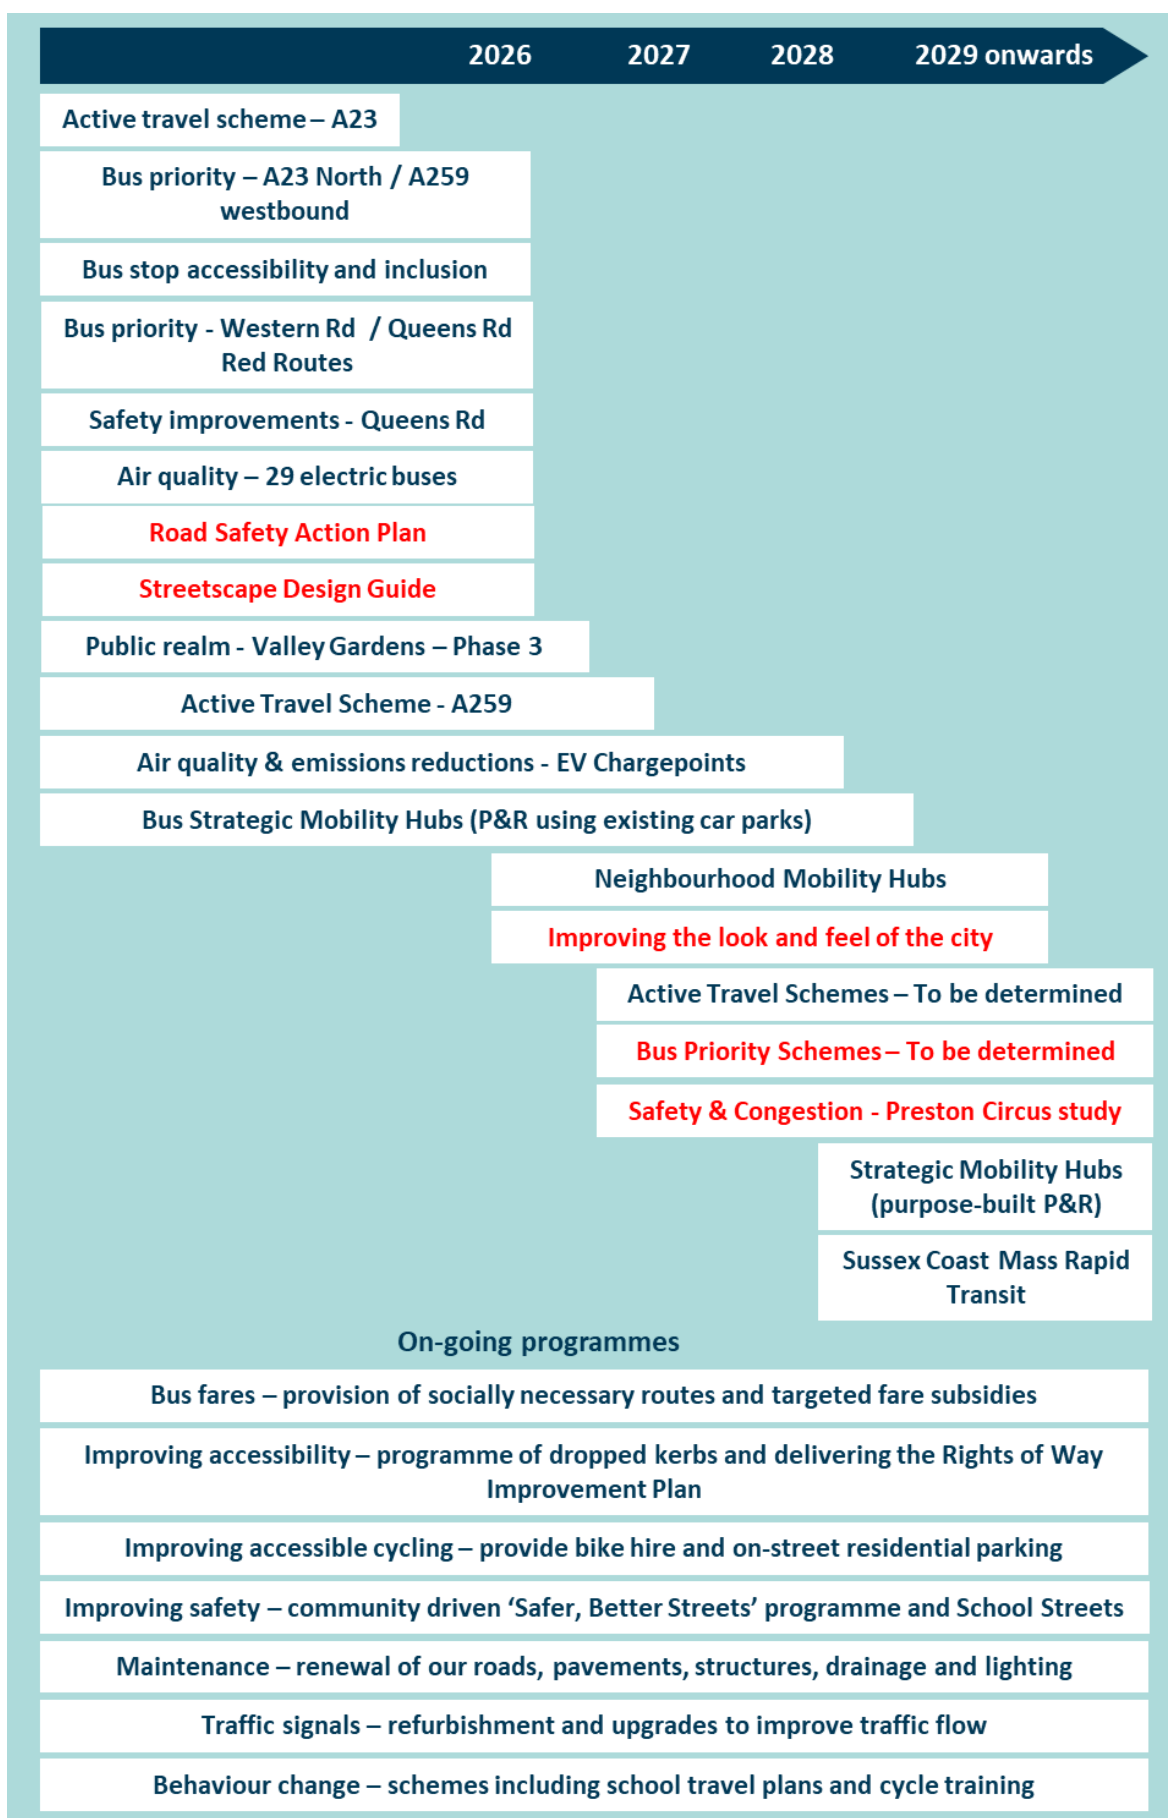 2026 2027 2028 2029 onwards
Active travel scheme – A23
Bus priority – A23 North / A259
westbound
Bus stop accessibility and inclusion
Bus priority - Western Rd / Queens Rd
Red Routes
Safety improvements - Queens Rd
Air quality – 29 electric buses
Road Safety Action Plan
Streetscape Design Guide
Public realm - Valley Gardens – Phase 3
Active Travel Scheme - A259
Air quality & emissions reductions - EV Chargepoints
Bus Strategic Mobility Hubs (P&R using existing car parks)
Neighbourhood Mobility Hubs
Improving the look and feel of the city
Active Travel Schemes – To be determined
Bus Priority Schemes – To be determined
Safety & Congestion - Preston Circus study
Strategic Mobility Hubs
(purpose-built P&R)
Sussex Coast Mass Rapid
Transit
On-going programmes
Bus fares – provision of socially necessary routes and targeted fare subsidies
Improving accessibility – programme of dropped kerbs and delivering the Rights of Way
Improvement Plan
Improving accessible cycling – provide bike hire and on-street residential parking
Improving safety – community driven ‘Safer, Better Streets’ programme and School Streets
Maintenance – renewal of our roads, pavements, structures, drainage and lighting
Traffic signals – refurbishment and upgrades to improve traffic flow
Behaviour change – schemes including school travel plans and cycle training